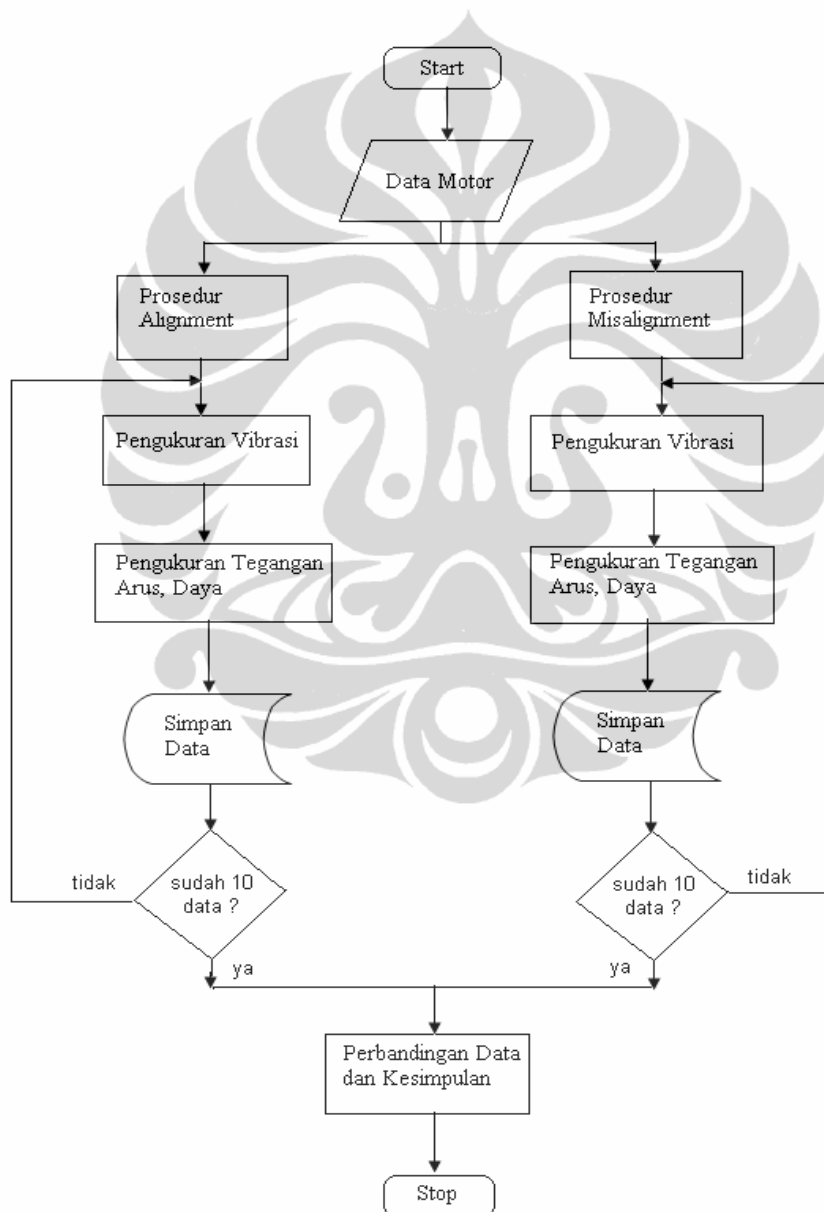 Start
Data Motor
Prosedur
Alignment
Prosedur
Misalignment
Pengukuran Vibrasi
Pengukuran Vibrasi
Pengukuran Tegangan
Arus, Daya
Pengukuran Tegangan
Arus, Daya
Simpan
Data
Simpan
Data
tidak
sudah 10
data ?
sudah 10
data ?
tidak
ya
ya
Perbandingan Data
dan Kesimpulan
Stop